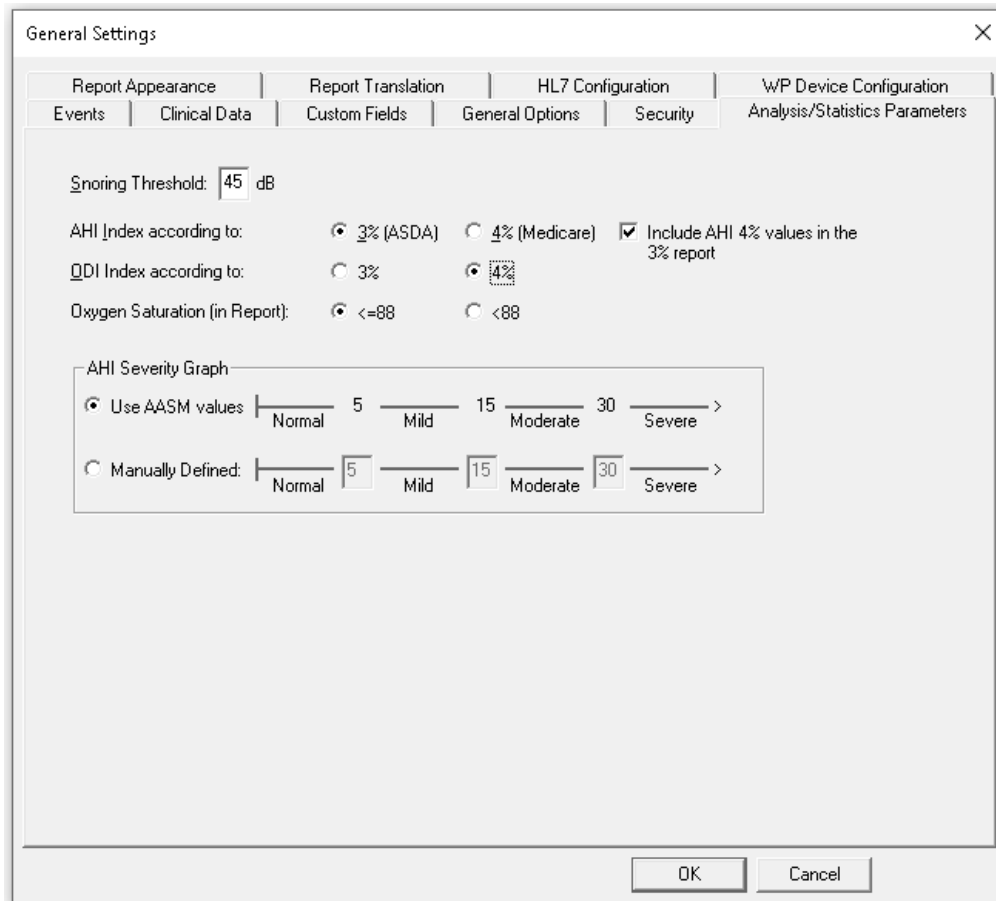 General Settings
Report Appearance Report Translation HL7 Configuration WP Device Configuration
Events Clinical Data Custom Fields General Options Security Analysis/Statistics Parameters
Snoring Threshold: 45 dB
AHI Index according to: 3% (ASDA) 4% (Medicare) Include AHI 4% values in the
3% report
ODI Index according to: 3% 4%
Oxygen Saturation (in Report): <=88 <88
AHI Severity Graph
Use AASM values 5 15 30 >
Normal Mild Moderate Severe
Manually Defined: 5 15 30 >
Normal Mild Moderate Severe
OK Cancel